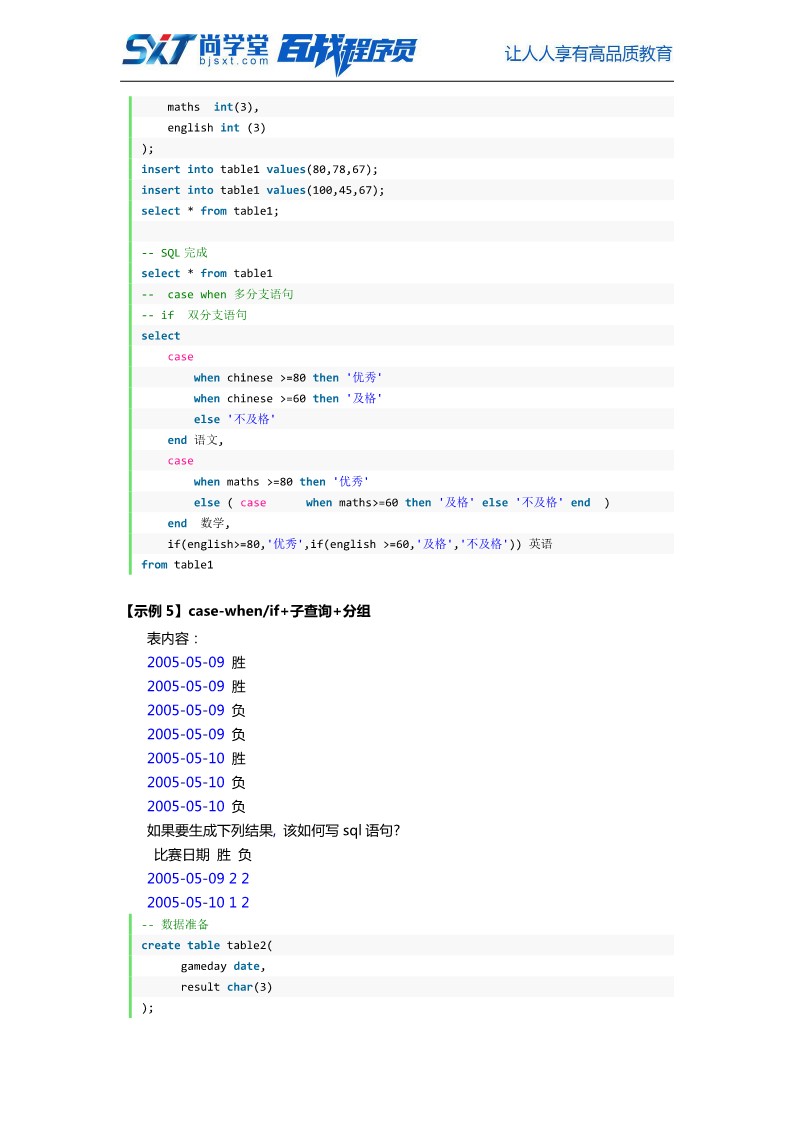 SXT 尚学堂 百战程序员 让人人享有高品质教育
bjsxt.com
maths  int(3),
english int (3)
);
insert into table1 values(80,78,67);
insert into table1 values(100,45,67);
select * from table1;
-- SQL 完成
select * from table1
--  case when 多分支语句
-- if  双分支语句
select
case
when chinese >=80 then '优秀'
when chinese >=60 then '及格'
else '不及格'
end 语文,
case
when maths >=80 then '优秀'
else ( case      when maths>=60 then '及格' else '不及格' end  )
end  数学,
if(english>=80,'优秀',if(english >=60,'及格','不及格')) 英语
from table1
【示例 5】case-when/if+子查询+分组
表内容：
2005-05-09 胜
2005-05-09 胜
2005-05-09 负
2005-05-09 负
2005-05-10 胜
2005-05-10 负
2005-05-10 负
如果要生成下列结果, 该如何写 sql 语句?
比赛日期 胜 负
2005-05-09 2 2
2005-05-10 1 2
-- 数据准备
create table table2(
gameday date,
result char(3)
);